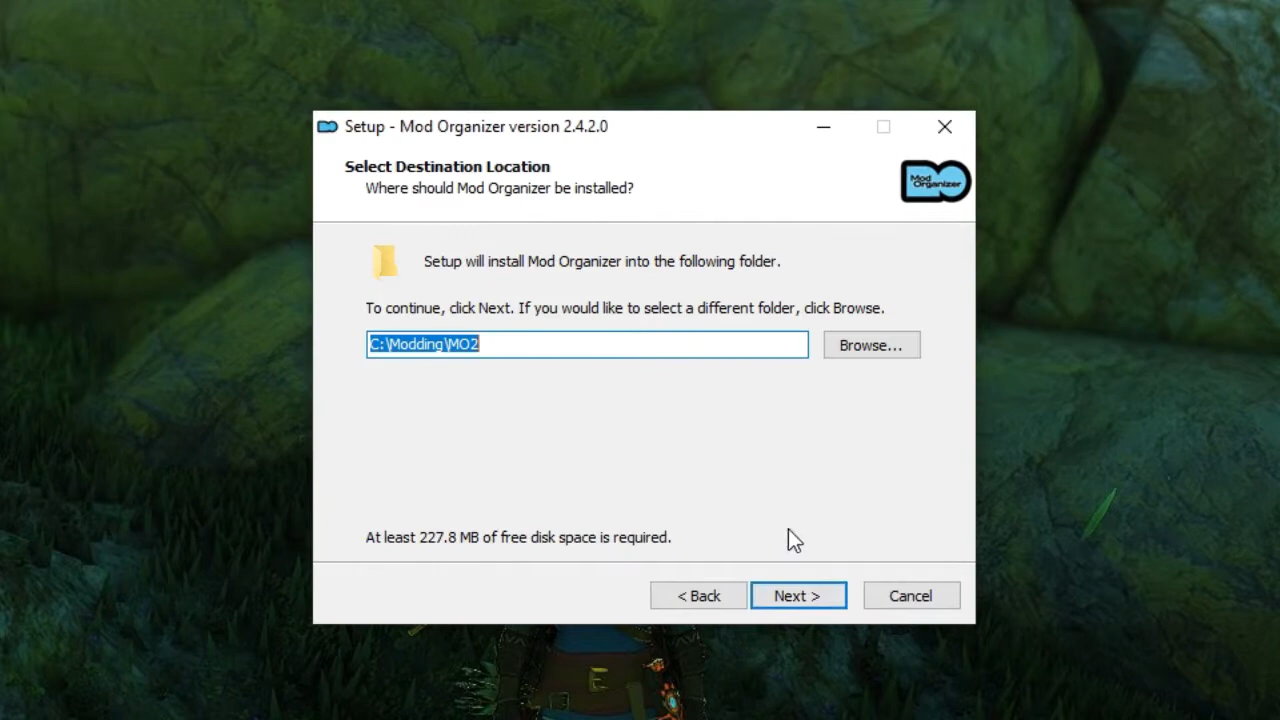 Setup - Mod Organizer version 2.4.2.0
Select Destination Location
Where should Mod Organizer be installed?
Mod
Organizer
Setup will install Mod Organizer into the following folder.
To continue, click Next. If you would like to select a different folder, click Browse.
C:\Modding\MO2
Browse...
At least 227.8 MB of free disk space is required.
< Back
Next >
Cancel